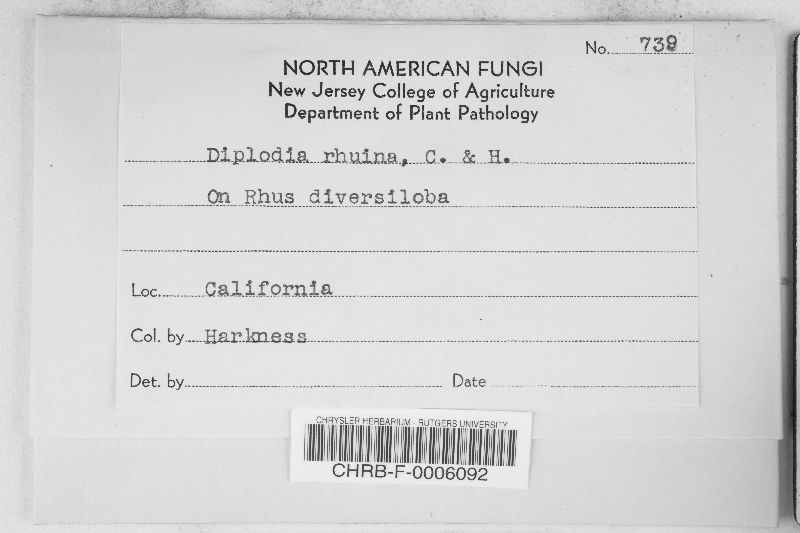 No. 739
NORTH AMERICAN FUNGI
New Jersey College of Agriculture
Department of Plant Pathology
Diplodia rhuina, C. & H.
On Rhus diversiloba
Loc. California
Col. by Harkness
Det. by
Date
CHRYSLER HERBARIUM - RUTGERS UNIVERSITY
CHRB-F-0006092